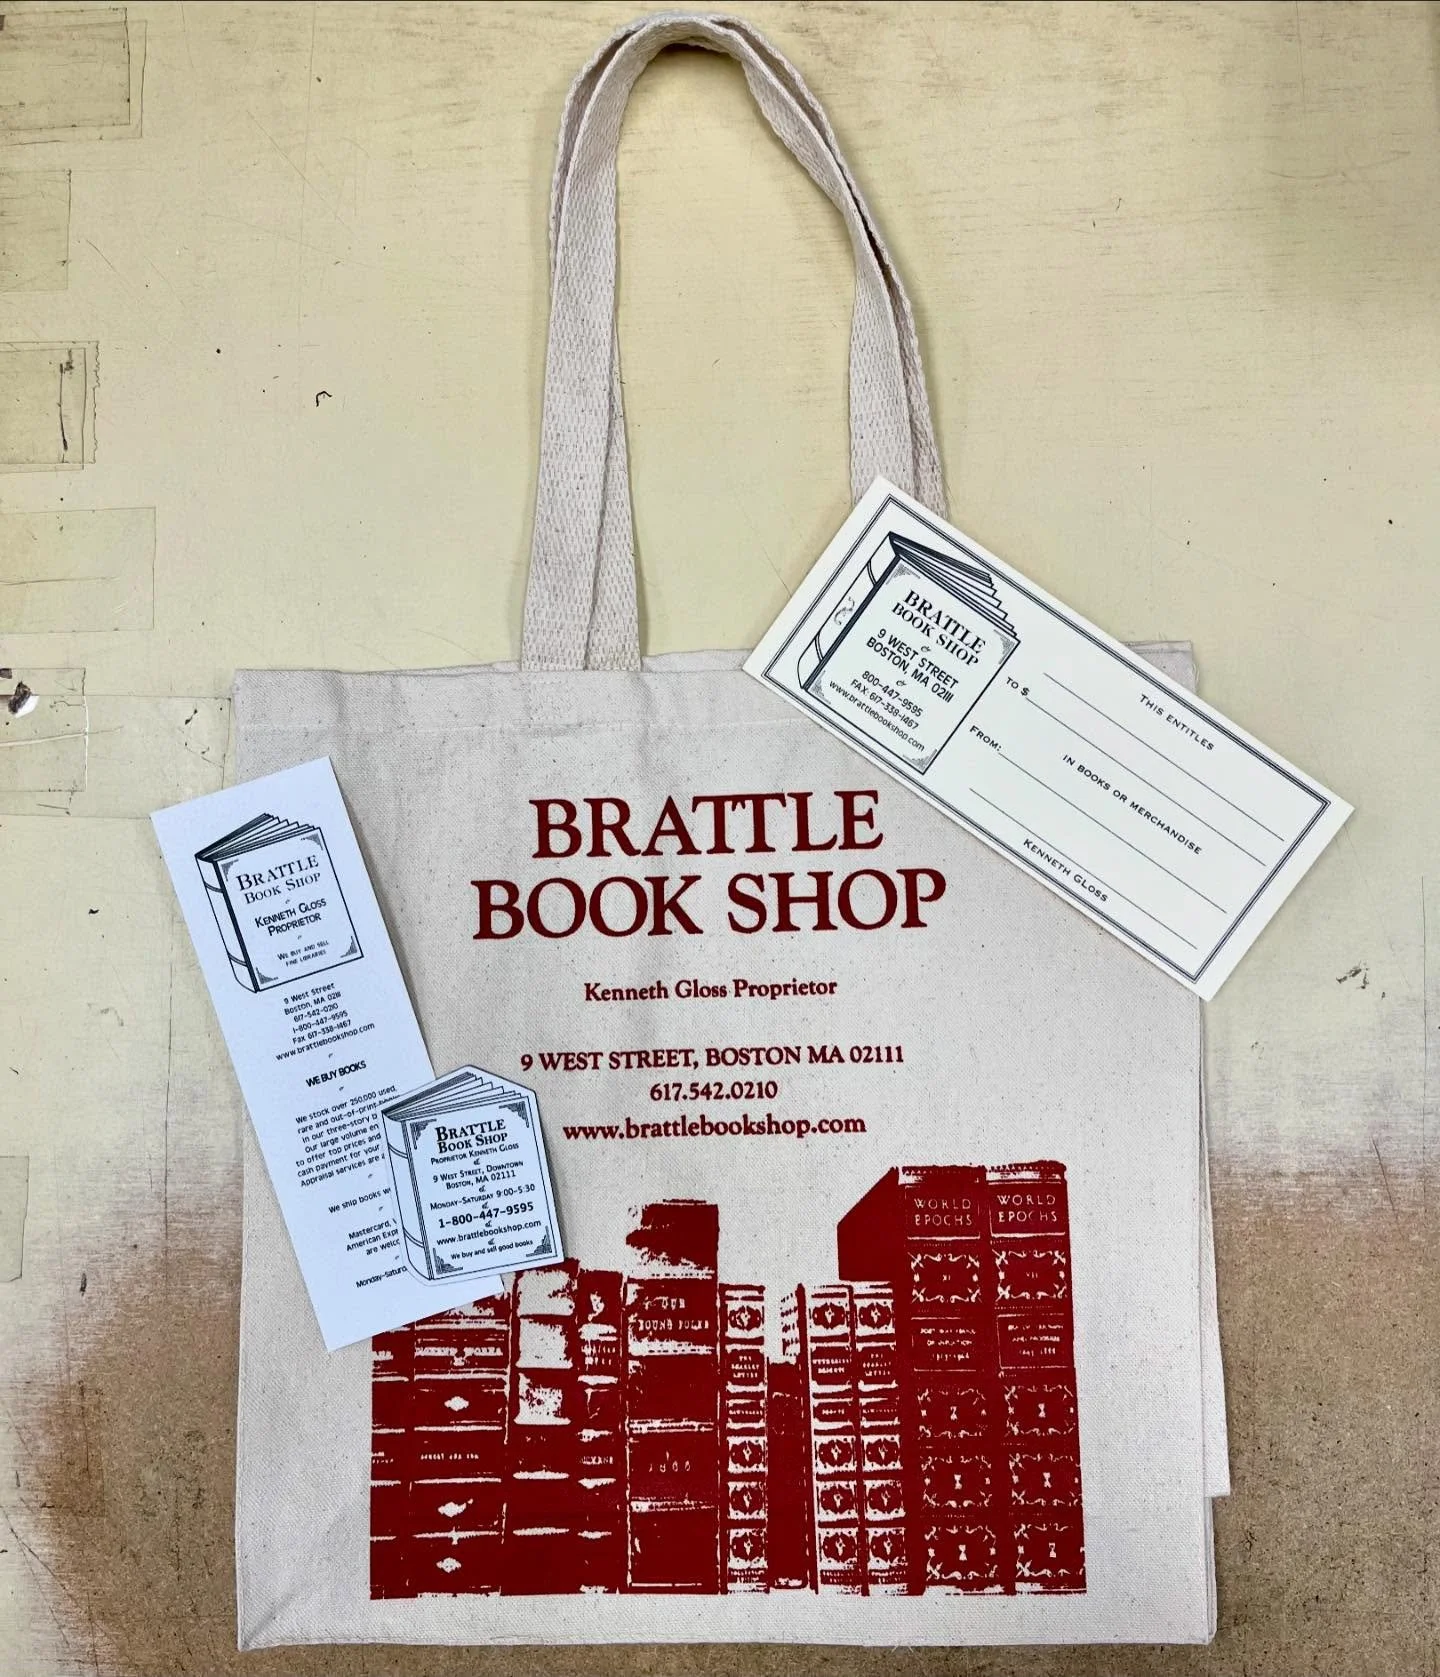 BRATTLE
BOOK SHOP
&
9 WEST STREET
BOSTON, MA 02111
&
800-447-9595
FAX: 617-338-1467
www.brattlebookshop.com
THIS ENTITLES
TO $
IN BOOKS OR MERCHANDISE
FROM:
KENNETH GLOSS
BRATTLE
BOOK SHOP
Kenneth Gloss Proprietor
9 WEST STREET, BOSTON MA 02111
617.542.0210
www.brattlebookshop.com
WORLD
EPOCHS
WORLD
EPOCHS
BRATTLE
BOOK SHOP
KENNETH GLOSS
PROPRIETOR
WE BUY AND SELL
FINE LIBRARIES
9 West Street
Boston, MA 02111
617-542-0210
1-800-447-9595
Fax 617-338-1467
www.brattlebookshop.com
WE BUY BOOKS
We stock over 250,000 used,
rare and out-of-print
in our three-story b
Our large volume en
to offer top prices and
cash payment for your
Appraisal services are
We ship books w
Mastercard,
American Exp
are welc
Monday-Saturd
BRATTLE
BOOK SHOP
PROPRIETOR KENNETH GLOSS
9 WEST STREET, DOWNTOWN
BOSTON, MA 02111
&
MONDAY-SATURDAY 9:00-5:30
&
1-800-447-9595
&
www.brattlebookshop.com
&
We buy and sell good books